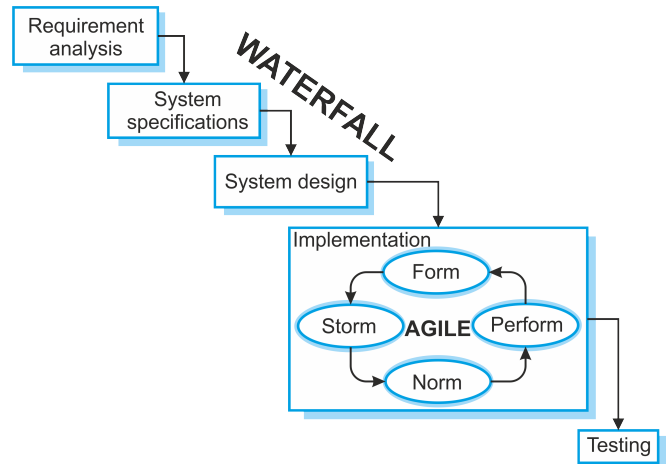 Requirement
analysis
WATERFALL
System
specifications
System design
Implementation
Form
Storm
AGILE
Perform
Norm
Testing